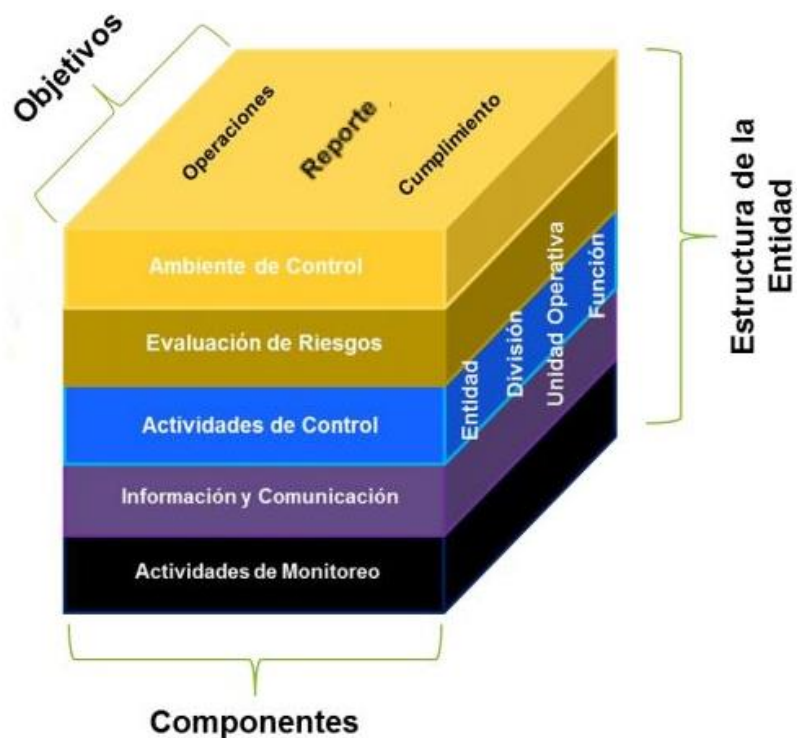 Objetivos
Operaciones
Reporte
Cumplimiento
Ambiente de Control
Evaluación de Riesgos
Actividades de Control
Información y Comunicación
Actividades de Monitoreo
Entidad
División
Unidad Operativa
Función
Estructura de la
Entidad
Componentes